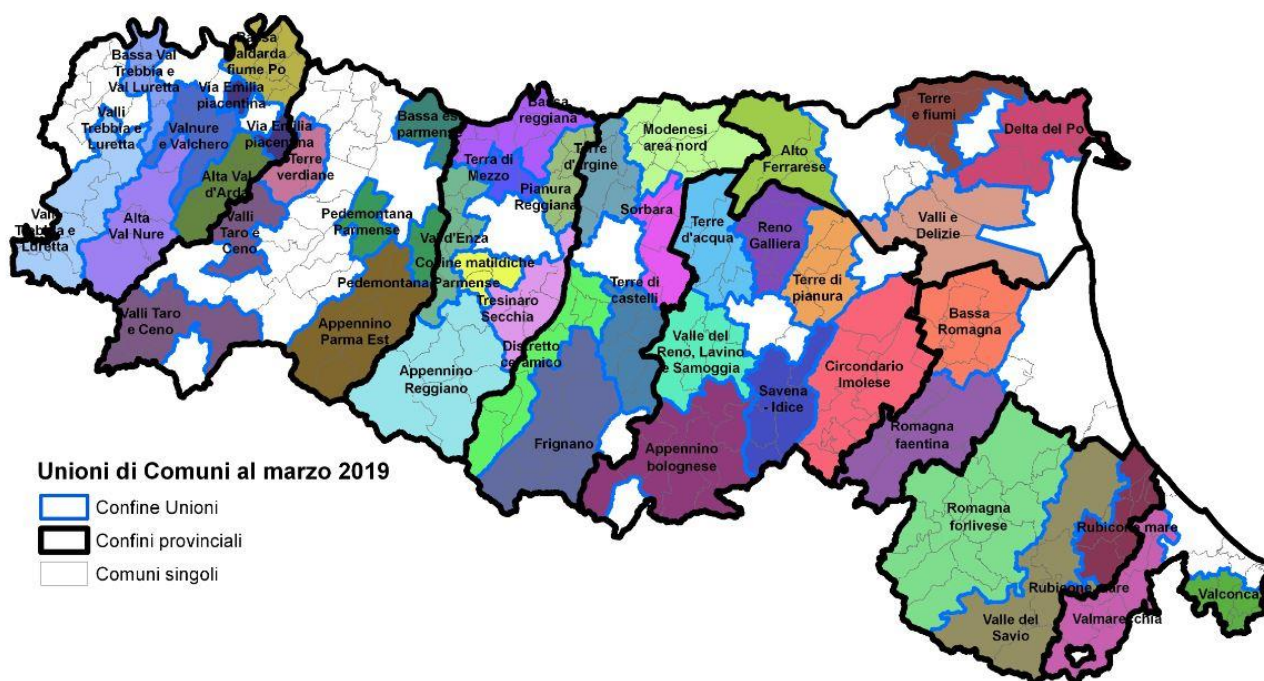 Bassa Val
Trebbia e
Val Luretta
Bassa
Valdarda
fiume Po
Via Emilia
piacentina
Valli
Trebbia e
Luretta
Valnure
e Valchero
Via Emilia
piacentina
Terre
verdiane
Bassa est
parmense
Bassa
reggiana
Terra di
Mezzo
Terre
d'argine
Modenesi
area nord
Alto
Ferrarese
Terre
e fiumi
Delta del Po
Alta Val
d'Arda
Pianura
Reggiana
Valli
Trebbia e
Luretta
Alta
Val Nure
Valli
Taro e
Ceno
Pedemontana
Parmense
Val d'Enza
Sorbara
Terre
d'acqua
Reno
Galliera
Valli e
Delizie
Colline matildiche
Pedemontana
Parmense
Tresinaro
Secchia
Terre di
castelli
Terre di
pianura
Valli Taro
e Ceno
Appennino
Parma Est
Distretto
ceramico
Valle del
Reno, Lavino
e Samoggia
Bassa
Romagna
Appennino
Reggiano
Savena
- Idice
Circondario
Imolese
Frignano
Appennino
bolognese
Romagna
faentina
Romagna
forlivese
Rubicone mare
Rubicone mare
Valle del
Savio
Valmarecchia
Valconca
Unioni di Comuni al marzo 2019
Confine Unioni
Confini provinciali
Comuni singoli